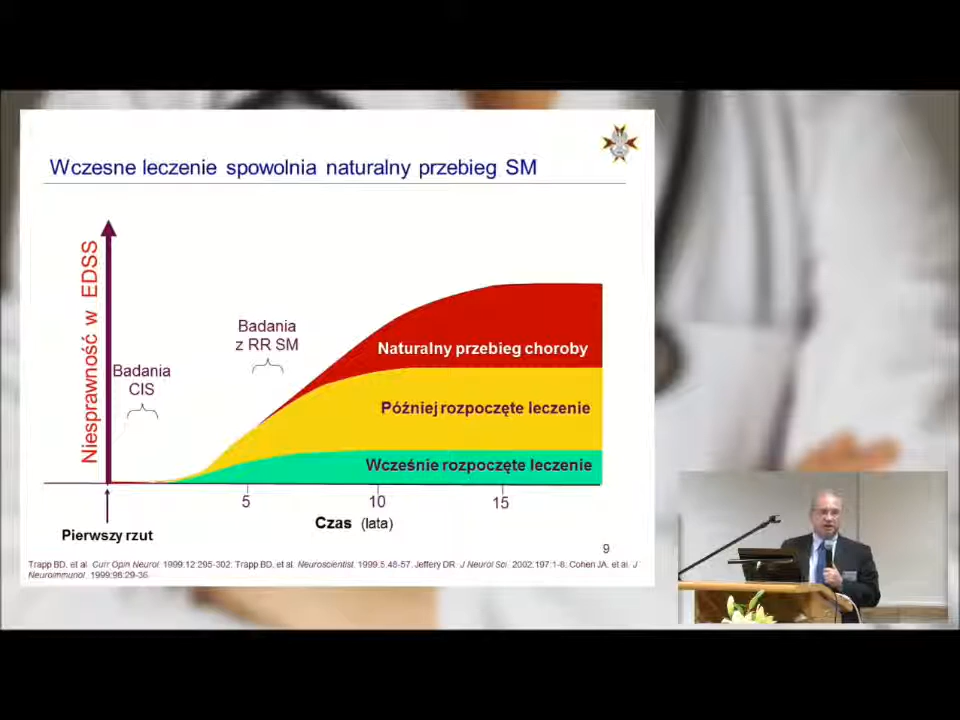 Wczesne leczenie spowolnia naturalny przebieg SM
Niesprawność w EDSS
Badania
CIS
Badania
z RR SM
Naturalny przebieg choroby
Później rozpoczęte leczenie
Wcześnie rozpoczęte leczenie
5
10
15
Czas (lata)
Pierwszy rzut
9
Trapp BD, et al. Curr Opin Neurol. 1999;12:295-302; Trapp BD, et al. Neuroscientist. 1999;5:48-57; Jeffery DR. J Neurol Sci. 2002;197:1-8; Cohen JA, et al. J
Neuroimmunol. 1999;98:29-36.